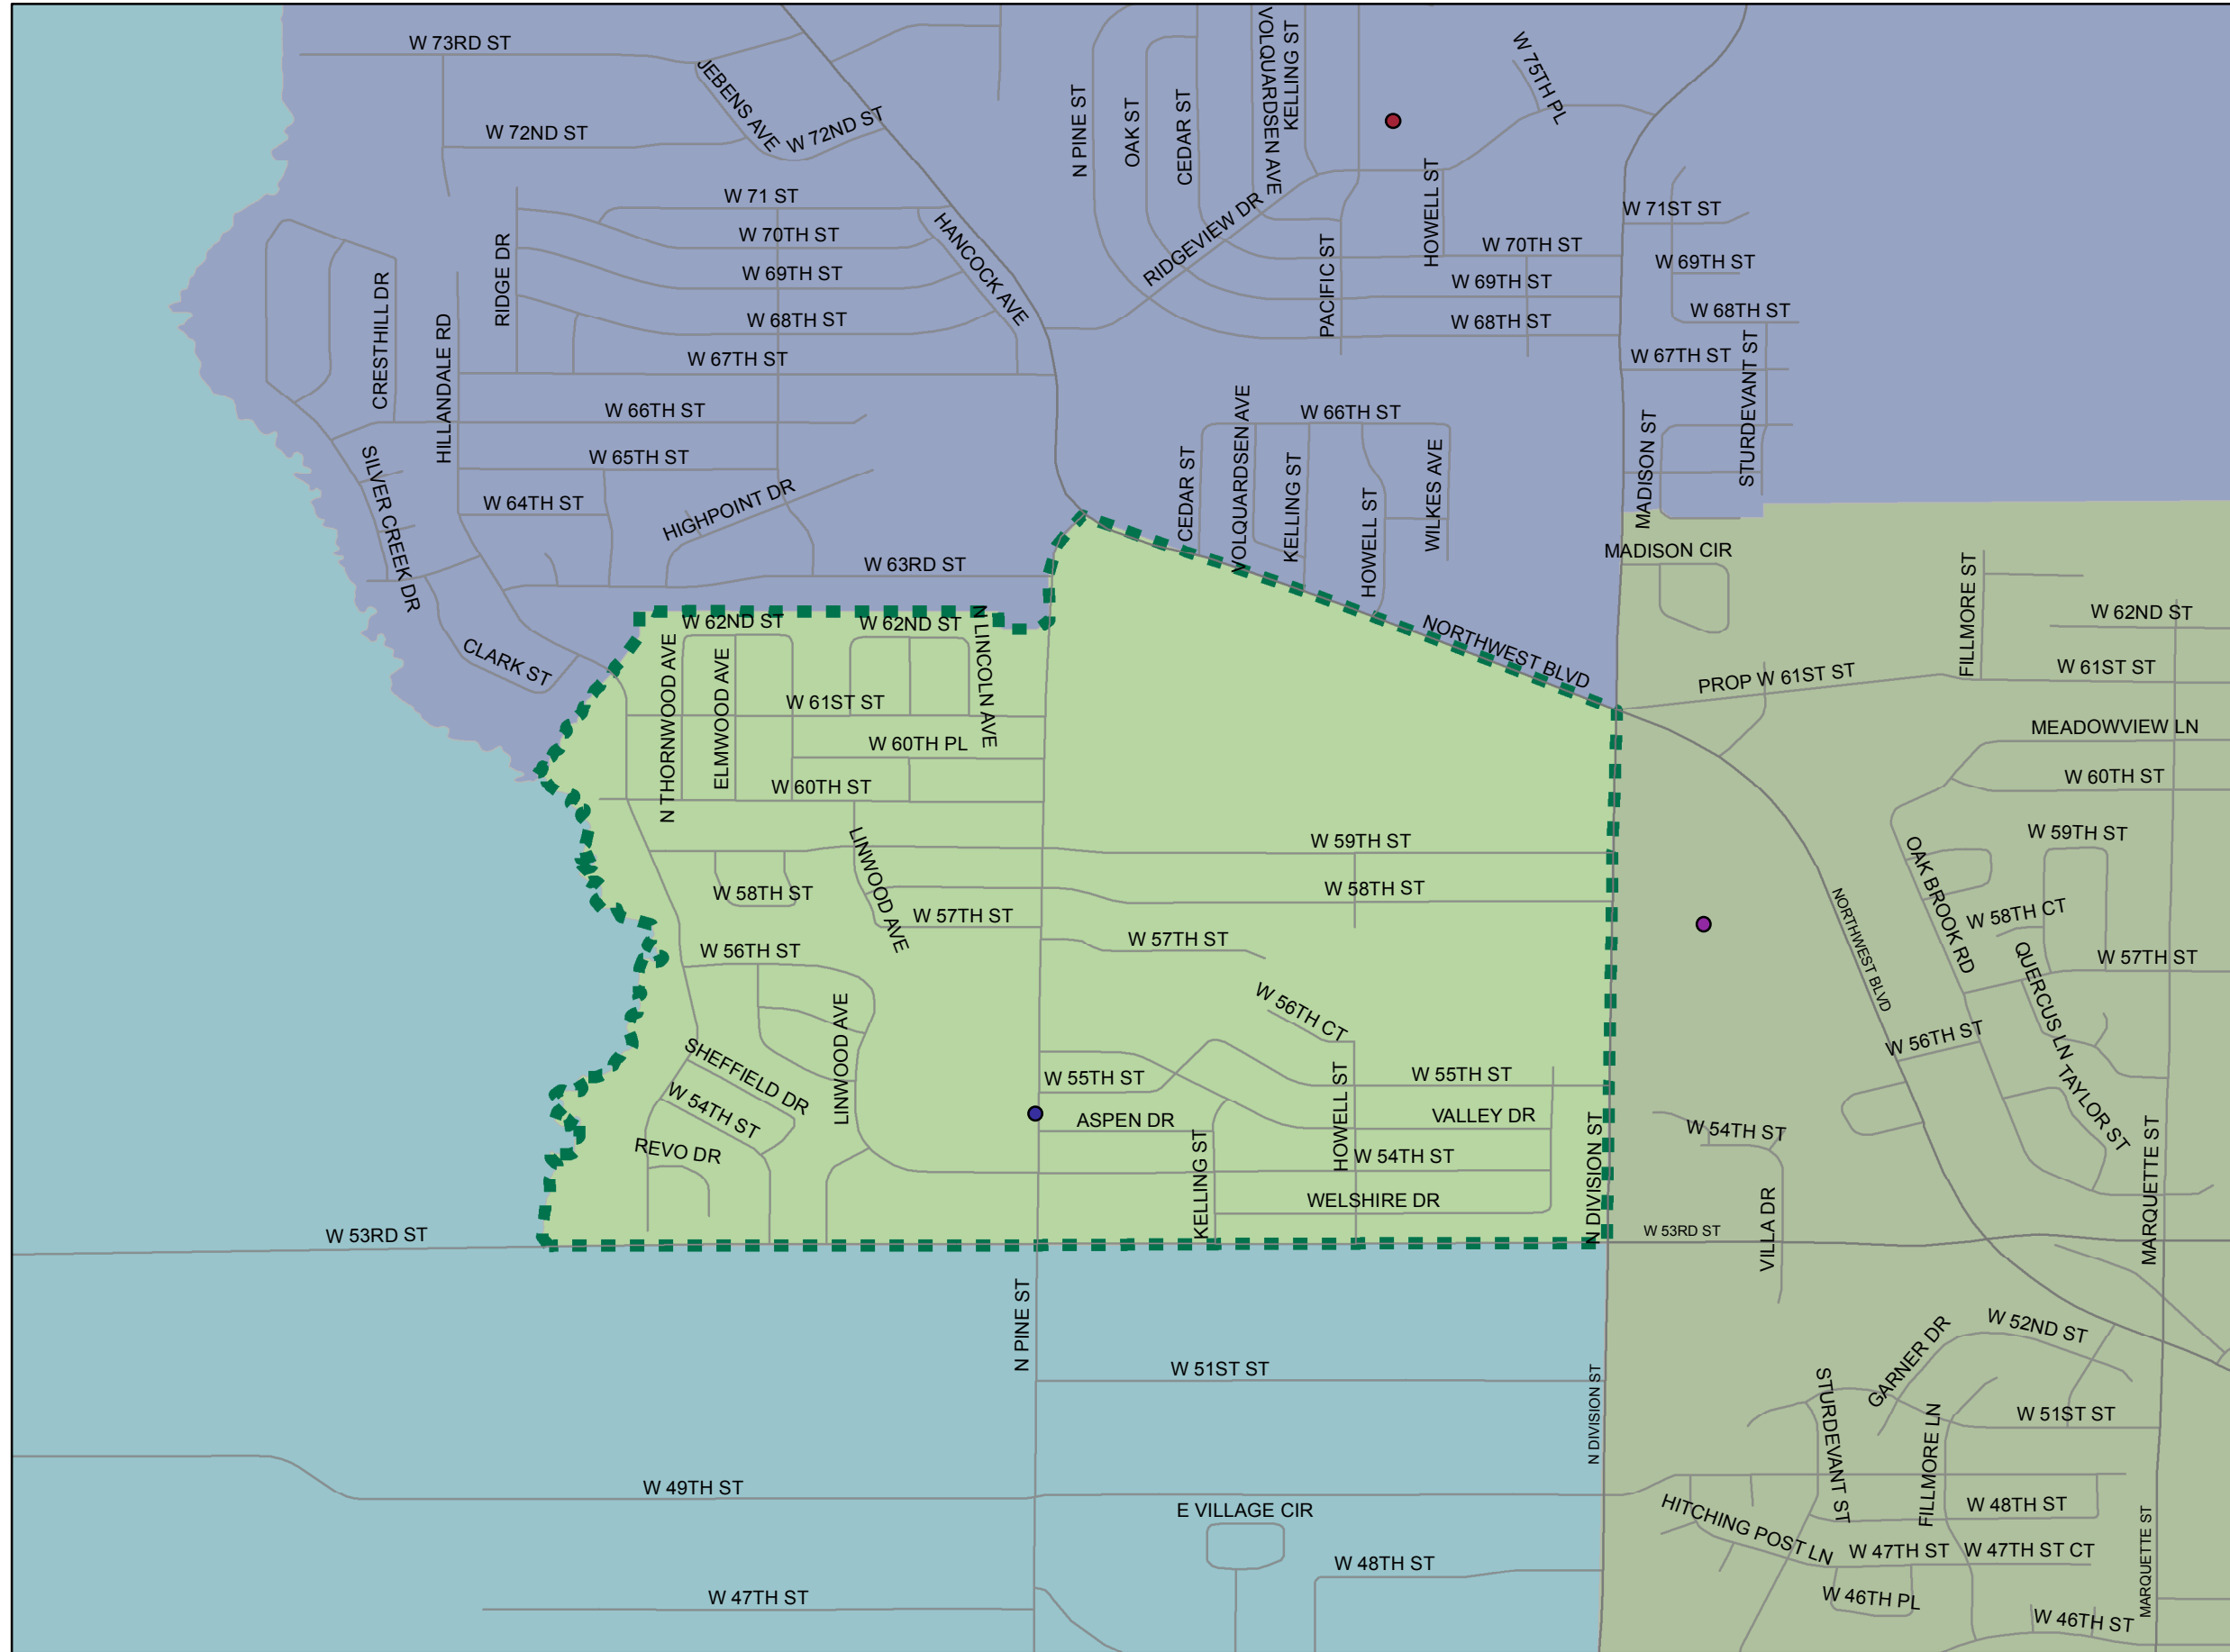 W 73RD ST
JEBENS AVE
W 72ND ST
W 72ND ST
N PINE ST
OAK ST
CEDAR ST
VOLQUARDSEN AVE
KELLING ST
W 75TH PL
W 71 ST
W 70TH ST
W 69TH ST
W 68TH ST
W 67TH ST
HANCOCK AVE
RIDGEVIEW DR
HOWELL ST
PACIFIC ST
W 70TH ST
W 69TH ST
W 68TH ST
W 71ST ST
W 69TH ST
W 68TH ST
W 67TH ST
STURDEVANT ST
MADISON ST
CRESTHILL DR
HILLANDALE RD
RIDGE DR
W 66TH ST
W 65TH ST
W 64TH ST
HIGHPOINT DR
W 63RD ST
SILVER CREEK DR
CLARK ST
W 66TH ST
CEDAR ST
VOLQUARDSEN AVE
KELLING ST
HOWELL ST
WILKES AVE
MADISON CIR
NORTHWEST BLVD
PROP W 61ST ST
FILLMORE ST
W 62ND ST
W 61ST ST
MEADOWVIEW LN
W 60TH ST
W 59TH ST
W 58TH CT
W 57TH ST
OAK BROOK RD
QUERCUS LN
TAYLOR ST
W 56TH ST
NORTHWEST BLVD
W 62ND ST
W 62ND ST
N LINCOLN AVE
N THORNWOOD AVE
ELMWOOD AVE
W 61ST ST
W 60TH PL
W 60TH ST
LINWOOD AVE
W 59TH ST
W 58TH ST
W 58TH ST
W 57TH ST
W 57TH ST
W 56TH ST
W 56TH CT
LINWOOD AVE
SHEFFIELD DR
W 54TH ST
REVO DR
W 55TH ST
W 55TH ST
ASPEN DR
VALLEY DR
HOWELL ST
KELLING ST
W 54TH ST
WELSHIRE DR
N DIVISION ST
W 54TH ST
VILLA DR
MARQUETTE ST
W 53RD ST
W 53RD ST
N PINE ST
W 51ST ST
N DIVISION ST
W 52ND ST
GARNER DR
STURDEVANT ST
FILLMORE LN
W 51ST ST
W 49TH ST
E VILLAGE CIR
W 48TH ST
W 48TH ST
HITCHING POST LN
W 47TH ST
W 47TH ST CT
W 46TH PL
W 46TH ST
MARQUETTE ST
W 47TH ST